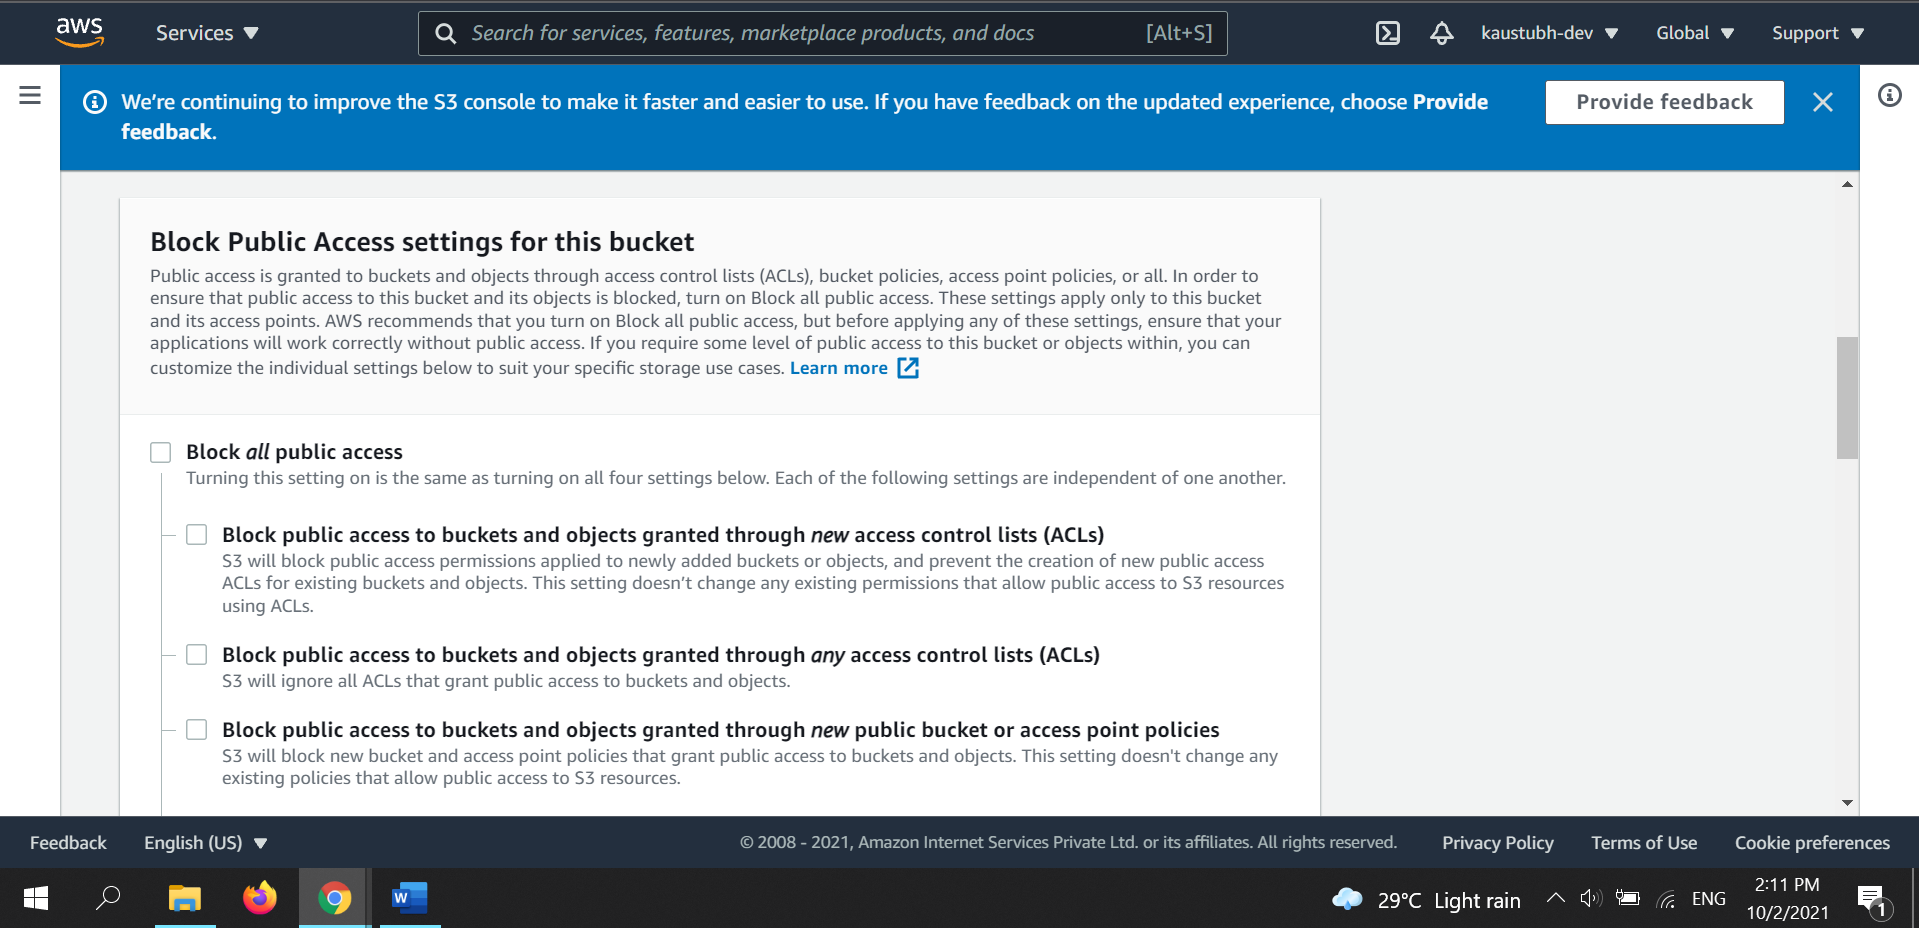 aws
Services
Search for services, features, marketplace products, and docs
[Alt+S]
kaustubh-dev
Global
Support
We’re continuing to improve the S3 console to make it faster and easier to use. If you have feedback on the updated experience, choose Provide
feedback.
Provide feedback
Block Public Access settings for this bucket
Public access is granted to buckets and objects through access control lists (ACLs), bucket policies, access point policies, or all. In order to
ensure that public access to this bucket and its objects is blocked, turn on Block all public access. These settings apply only to this bucket
and its access points. AWS recommends that you turn on Block all public access, but before applying any of these settings, ensure that your
applications will work correctly without public access. If you require some level of public access to this bucket or objects within, you can
customize the individual settings below to suit your specific storage use cases. Learn more
Block all public access
Turning this setting on is the same as turning on all four settings below. Each of the following settings are independent of one another.
Block public access to buckets and objects granted through new access control lists (ACLs)
S3 will block public access permissions applied to newly added buckets or objects, and prevent the creation of new public access
ACLs for existing buckets and objects. This setting doesn’t change any existing permissions that allow public access to S3 resources
using ACLs.
Block public access to buckets and objects granted through any access control lists (ACLs)
S3 will ignore all ACLs that grant public access to buckets and objects.
Block public access to buckets and objects granted through new public bucket or access point policies
S3 will block new bucket and access point policies that grant public access to buckets and objects. This setting doesn't change any
existing policies that allow public access to S3 resources.
Feedback
English (US)
© 2008 - 2021, Amazon Internet Services Private Ltd. or its affiliates. All rights reserved.
Privacy Policy
Terms of Use
Cookie preferences
W
29°C Light rain
ENG
2:11 PM
10/2/2021
1